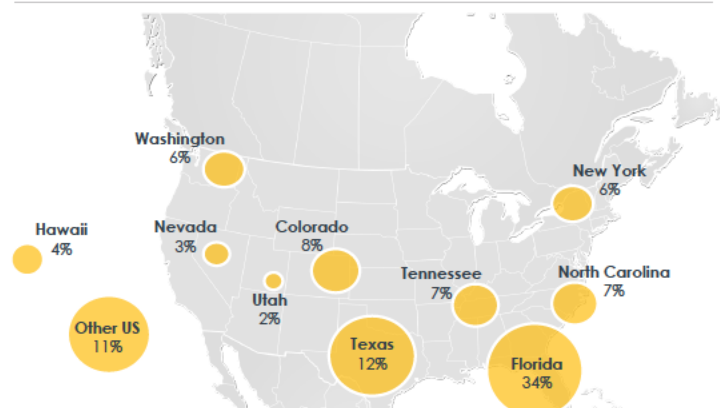 Washington
6%
New York
6%
Hawaii
4%
Nevada
3%
Colorado
8%
Tennessee
7%
North Carolina
7%
Utah
2%
Other US
11%
Texas
12%
Florida
34%